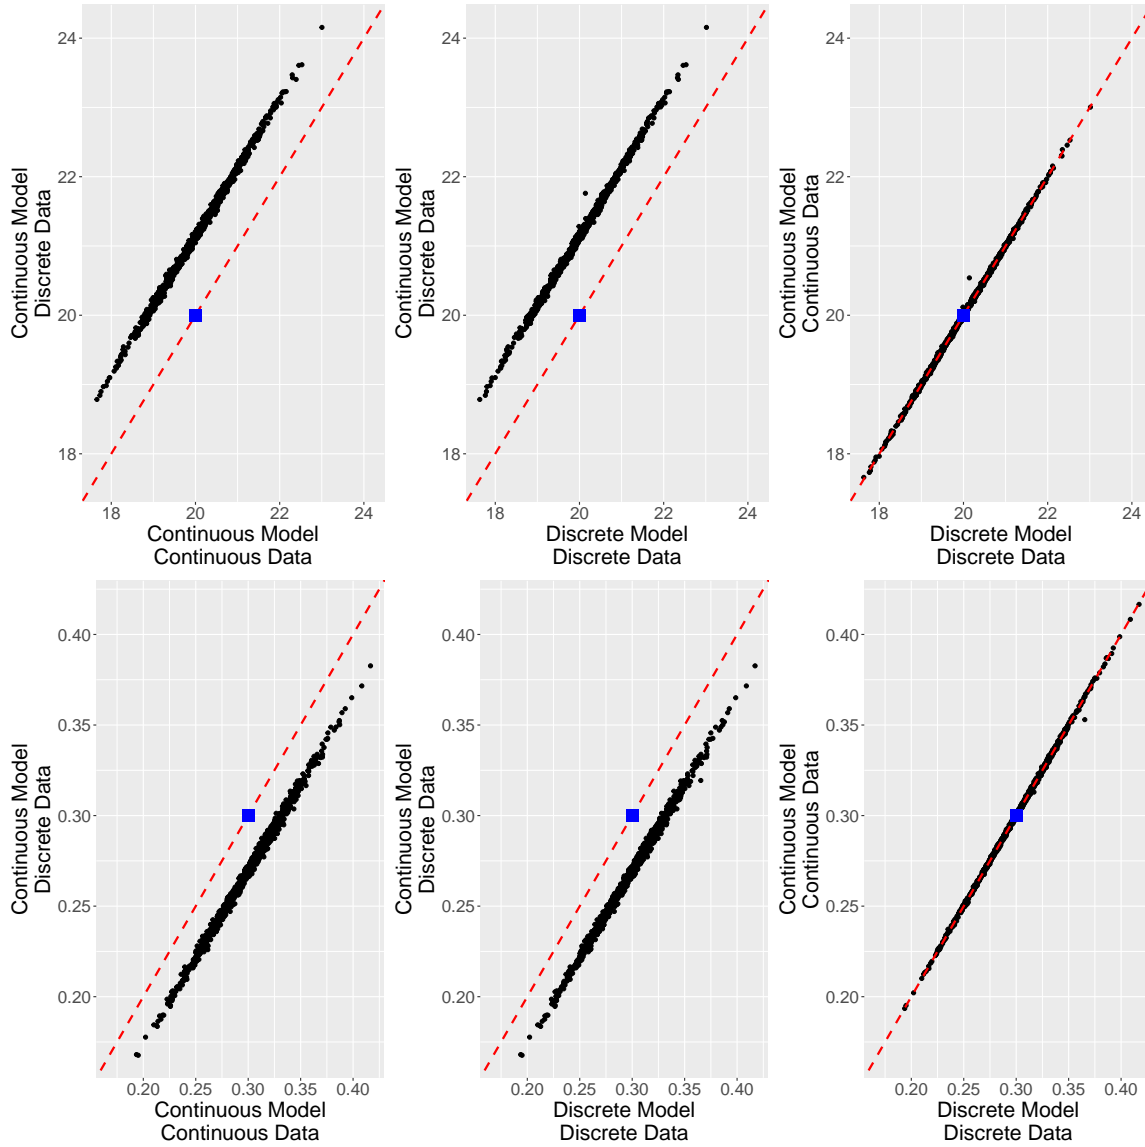 24
22
20
18
Continuous Model
Discrete Data
18 20 22 24
Continuous Model
Continuous Data
24
22
20
18
Continuous Model
Discrete Data
18 20 22 24
Discrete Model
Discrete Data
24
22
20
18
Continuous Model
Continuous Data
18 20 22 24
Discrete Model
Discrete Data
0.40
0.35
0.30
0.25
0.20
Continuous Model
Discrete Data
0.20 0.25 0.30 0.35 0.40
Continuous Model
Continuous Data
0.40
0.35
0.30
0.25
0.20
Continuous Model
Discrete Data
0.20 0.25 0.30 0.35 0.40
Discrete Model
Discrete Data
0.40
0.35
0.30
0.25
0.20
Continuous Model
Continuous Data
0.20 0.25 0.30 0.35 0.40
Discrete Model
Discrete Data